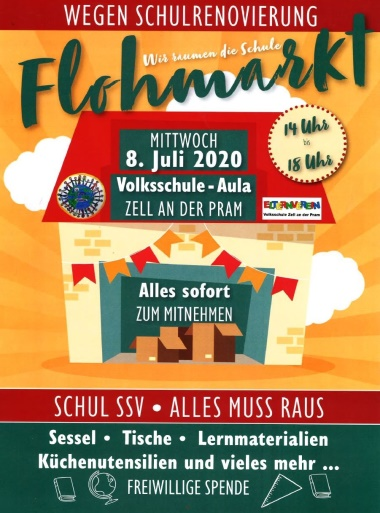 WEGEN SCHULRENOVIERUNG
Wir räumen die Schule
Flohmarkt
14 Uhr
bis
18 Uhr
MITTWOCH
8. Juli 2020
Volksschule - Aula
ZELL AN DER PRAM
ELTERNVEREIN
Volksschule Zell an der Pram
Alles sofort
ZUM MITNEHMEN
SCHUL SSV • ALLES MUSS RAUS
Sessel • Tische • Lernmaterialien
Küchenutensilien und vieles mehr ...
FREIWILLIGE SPENDE